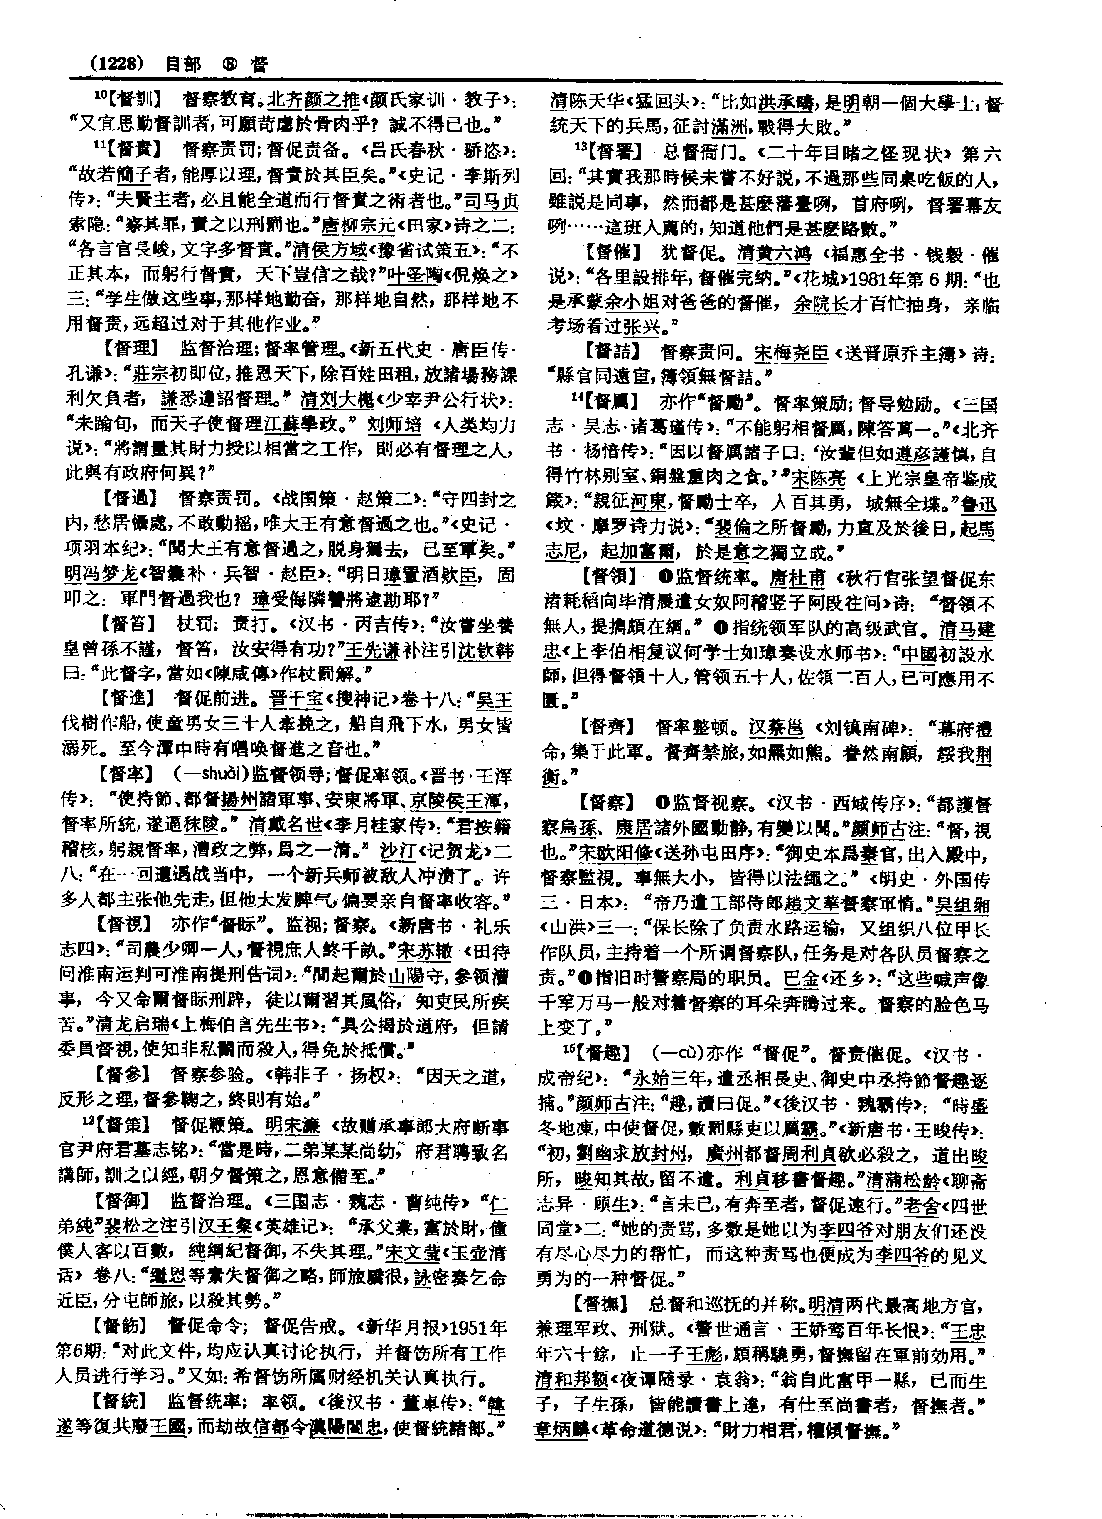 (1228) 目部 ⑧ 督
¹⁰【督訓】 督察教育。北齐颜之推《颜氏家训·教子》：
“又宜思勤督訓者，可願苛虐於骨肉乎？誠不得已也。”
¹¹【督責】 督察责罚；督促责备。《吕氏春秋·骄恣》：
“故若簡子者，能厚以理，督責於其臣矣。”《史记·李斯列
传》：“夫賢主者，必且能全道而行督責之術者也。”司马贞
索隐：“察其罪，責之以刑罰也。”唐柳宗元《田家》诗之二：
“各言官長峻，文字多督責。”清侯方域《豫省试策五》：“不
正其本，而躬行督責，天下豈信之哉？”叶圣陶《倪焕之》
三：“学生做这些事，那样地勤奋，那样地自然，那样地不
用督责，远超过对于其他作业。”
【督理】 监督治理；督率管理。《新五代史·唐臣传·
孔谦》：“莊宗初即位，推恩天下，除百姓田租，放諸場務課
利欠負者，謙悉違詔督理。”清刘大櫆《少宰尹公行状》：
“未踰旬，而天子使督理江蘇學政。”刘师培《人类均力
说》：“將謂量其財力授以相當之工作，則必有督理之人，
此與有政府何異？”
【督過】 督察责罚。《战国策·赵策二》：“守四封之
内，愁居懾處，不敢動摇，唯大王有意督過之也。”《史记·
项羽本纪》：“聞大王有意督過之，脱身獨去，已至軍矣。”
明冯梦龙《智囊补·兵智·赵臣》：“明日璋置酒欵臣，固
叩之：軍門督過我也？璋受侮隣讐將逮勘耶？”
【督笞】 杖罚；责打。《汉书·丙吉传》：“汝嘗坐養
皇曾孫不謹，督笞，汝安得有功？”王先谦补注引沈钦韩
曰：“此督字，當如《陳咸傳》作杖罰解。”
【督進】 督促前进。晋干宝《搜神记》卷十八：“吴王
伐樹作船，使童男女三十人牽挽之，船自飛下水，男女皆
溺死。至今潭中時有唱唤督進之音也。”
【督率】 （—shuài）监督领导；督促率领。《晋书·王浑
传》：“使持節、都督揚州諸軍事、安東將軍、京陵侯王渾，
督率所統，遂逼秣陵。”清戴名世《李月桂家传》：“君按籍
稽核，躬親督率，漕政之弊，爲之一清。”沙汀《记贺龙》二
八：“在一回遭遇战当中，一个新兵师被敌人冲溃了。许
多人都主张他先走，但他大发脾气，偏要亲自督率收容。”
【督視】 亦作“督眎”。监视；督察。《新唐书·礼乐
志四》：“司農少卿一人，督視庶人終千畝。”宋苏辙《田待
问淮南运判可淮南提刑告词》：“間起爾於山陽守，參領漕
事，今又命爾督眎刑辟，徒以爾習其風俗，知吏民所疾
苦。”清龙启瑞《上梅伯言先生书》：“具公揭於道府，但請
委員督視，使知非私鬭而殺人，得免於抵償。”
【督參】 督察参验。《韩非子·扬权》：“因天之道，
反形之理，督參鞠之，終則有始。”
¹²【督策】 督促鞭策。明宋濂《故赠承事郎大府断事
官尹府君墓志铭》：“當是時，二弟某某尚幼，府君聘致名
講師，訓之以經，朝夕督策之，恩意備至。”
【督御】 监督治理。《三国志·魏志·曹纯传》“仁
弟純”裴松之注引汉王粲《英雄记》：“承父業，富於財，僮
僕人客以百數，純綱紀督御，不失其理。”宋文莹《玉壶清
话》卷八：“繼恩等素失督御之略，師旅驕很，詠密奏乞命
近臣，分屯師旅，以殺其勢。”
【督飭】 督促命令；督促告戒。《新华月报》1951年
第6期：“对此文件，均应认真讨论执行，并督饬所有工作
人员进行学习。”又如：希督饬所属财经机关认真执行。
【督統】 监督统率；率领。《後汉书·董卓传》：“韓
遂等復共廢王國，而劫故信都令漢陽閻忠，使督統諸部。”
清陈天华《猛回头》：“比如洪承疇，是明朝一個大學士，督
統天下的兵馬，征討滿洲，戰得大敗。”
¹³【督署】 总督衙门。《二十年目睹之怪现状》第六
回：“其實我那時候未嘗不好説，不過那些同桌吃飯的人，
雖説是同事，然而都是甚麽藩臺咧，首府咧，督署幕友
咧……這班人薦的，知道他們是甚麽路數。”
【督催】 犹督促。清黄六鸿《福惠全书·钱穀·催
说》：“各里設排年，督催完納。”《花城》1981年第6期：“也
是承蒙余小姐对爸爸的督催，余院长才百忙抽身，亲临
考场看过张兴。”
【督詰】 督察责问。宋梅尧臣《送晋原乔主簿》诗：
“縣官同遠宦，簿領無督詰。”
¹⁴【督厲】 亦作“督勵”。督率策励；督导勉励。《三国
志·吴志·诸葛瑾传》：“不能躬相督厲，陳答萬一。”《北齐
书·杨愔传》：“因以督厲諸子曰：‘汝輩但如遵彦謹慎，自
得竹林别室、銅盤重肉之食。’”宋陈亮《上光宗皇帝鉴成
箴》：“親征河東，督勵士卒，人百其勇，城無全堞。”鲁迅
《坟·摩罗诗力说》：“裴倫之所督勵，力直及於後日，起馬
志尼，起加富爾，於是意之獨立成。”
【督領】 ❶监督统率。唐杜甫《秋行官张望督促东
渚耗稻向毕清晨遣女奴阿稽竖子阿段往问》诗：“督領不
無人，提携頗在綱。”❷指统领军队的高级武官。清马建
忠《上李伯相复议何学士如璋奏设水师书》：“中國初設水
師，但得督領十人，管領五十人，佐領二百人，已可應用不
匱。”
【督齊】 督率整顿。汉蔡邕《刘镇南碑》：“幕府禮
命，集于此軍。督齊禁旅，如羆如熊。眷然南顧，綏我荆
衡。”
【督察】 ❶监督视察。《汉书·西域传序》：“都護督
察烏孫、康居諸外國動静，有變以聞。”颜师古注：“督，視
也。”宋欧阳修《送孙屯田序》：“御史本爲臺官，出入殿中，
督察監視。事無大小，皆得以法繩之。”《明史·外国传
三·日本》：“帝乃遣工部侍郎趙文華督察軍情。”吴组缃
《山洪》三一：“保长除了负责水路运输，又组织八位甲长
作队员，主持着一个所谓督察队，任务是对各队员督察之
责。”❷指旧时警察局的职员。巴金《还乡》：“这些喊声像
千军万马一般对着督察的耳朵奔腾过来。督察的脸色马
上变了。”
¹⁵【督趣】 （—cù）亦作“督促”。督责催促。《汉书·
成帝纪》：“永始三年，遣丞相長史、御史中丞持節督趣逐
捕。”颜师古注：“趣，讀曰促。”《後汉书·魏霸传》：“時盛
冬地凍，中使督促，數罰縣吏以厲霸。”《新唐书·王晙传》：
“初，劉幽求放封州，廣州都督周利貞欲必殺之，道出晙
所，晙知其故，留不遣。利貞移書督趣。”清蒲松龄《聊斋
志异·顾生》：“言未已，有奔至者，督促速行。”老舍《四世
同堂》二：“她的责骂，多数是她以为李四爷对朋友们还没
有尽心尽力的帮忙，而这种责骂也便成为李四爷的见义
勇为的一种督促。”
【督撫】 总督和巡抚的并称。明清两代最高地方官，
兼理军政、刑狱。《警世通言·王娇鸾百年长恨》：“王忠
年六十餘，止一子王彪，頗稱驍勇，督撫留在軍前効用。”
清和邦额《夜谭随录·袁翁》：“翁自此富甲一縣，已而生
子，子生孫，皆能讀書上達，有仕至尚書者，督撫者。”
章炳麟《革命道德说》：“財力相君，權傾督撫。”